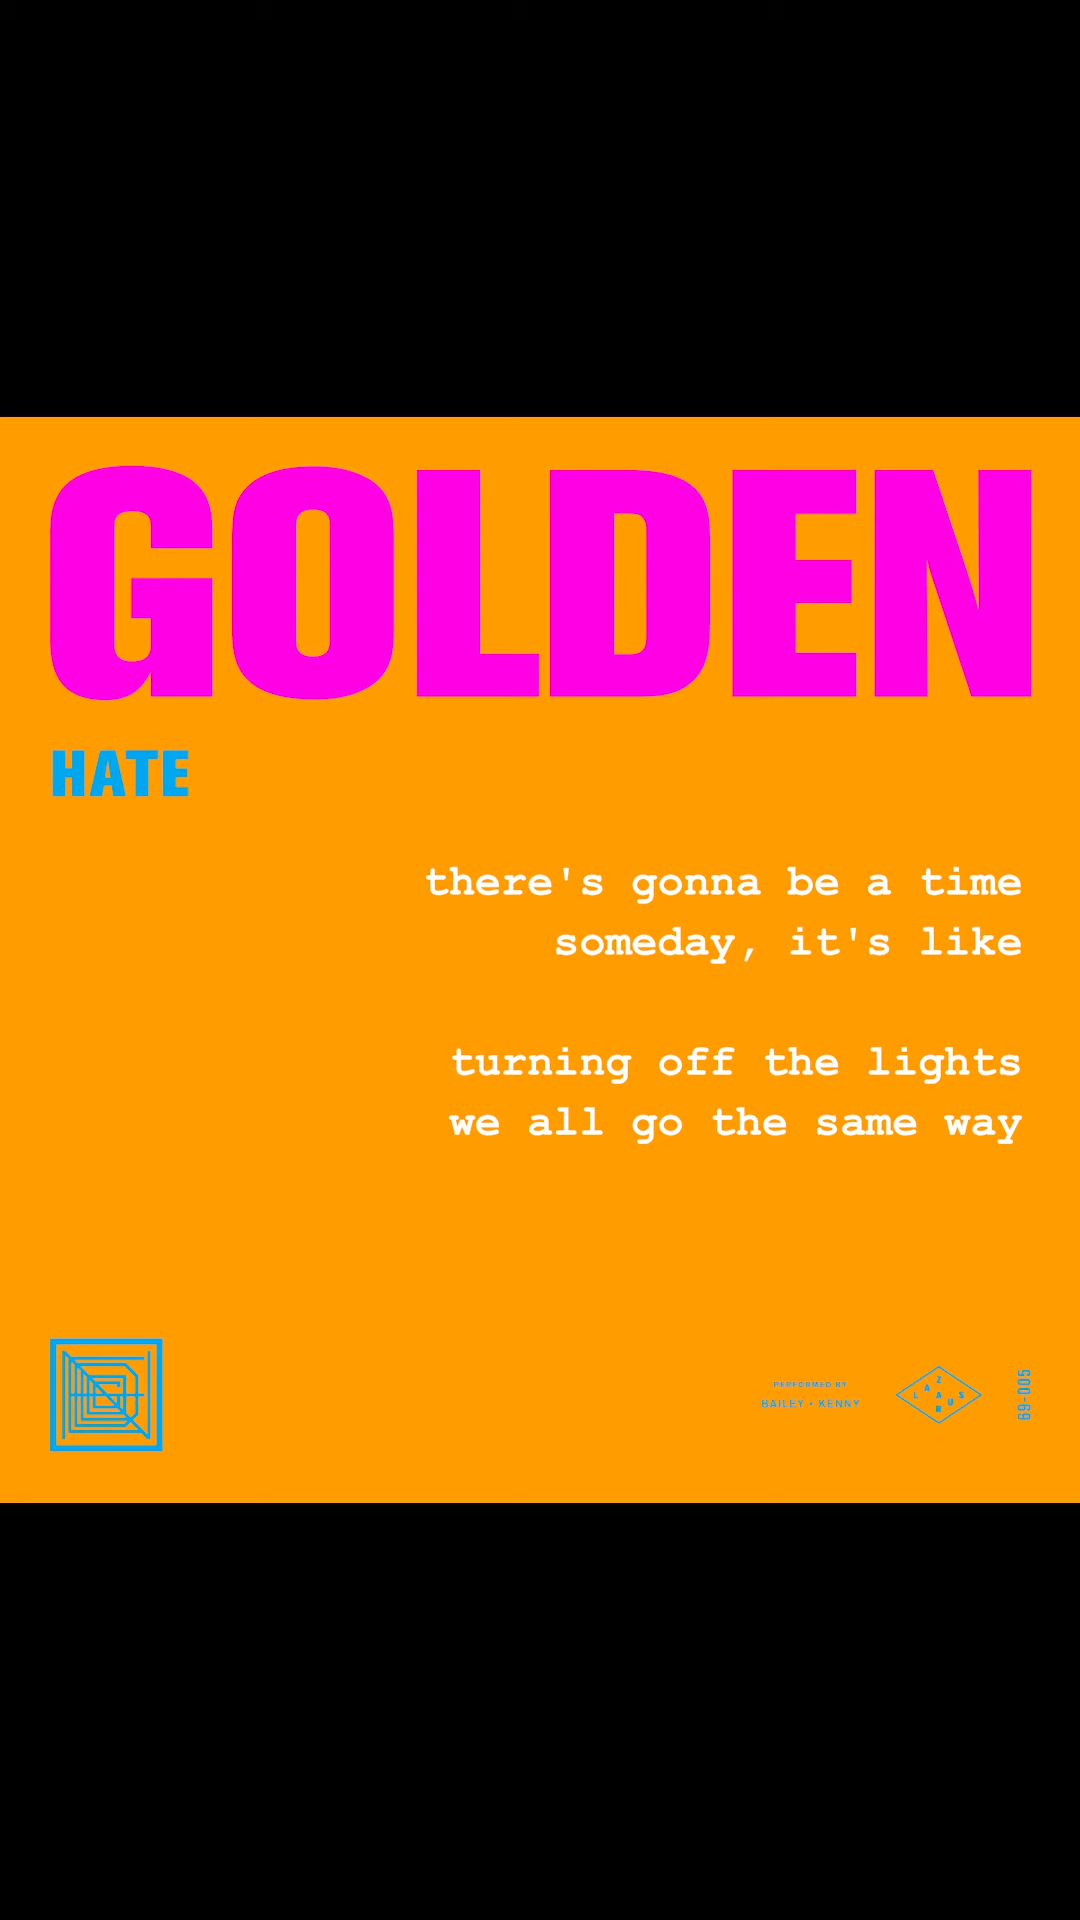 GOLDEN
HATE
there's gonna be a time
someday, it's like
turning off the lights
we all go the same way
PERFORMED BY
BAILEY • KENNY
LAZARUS
69-005